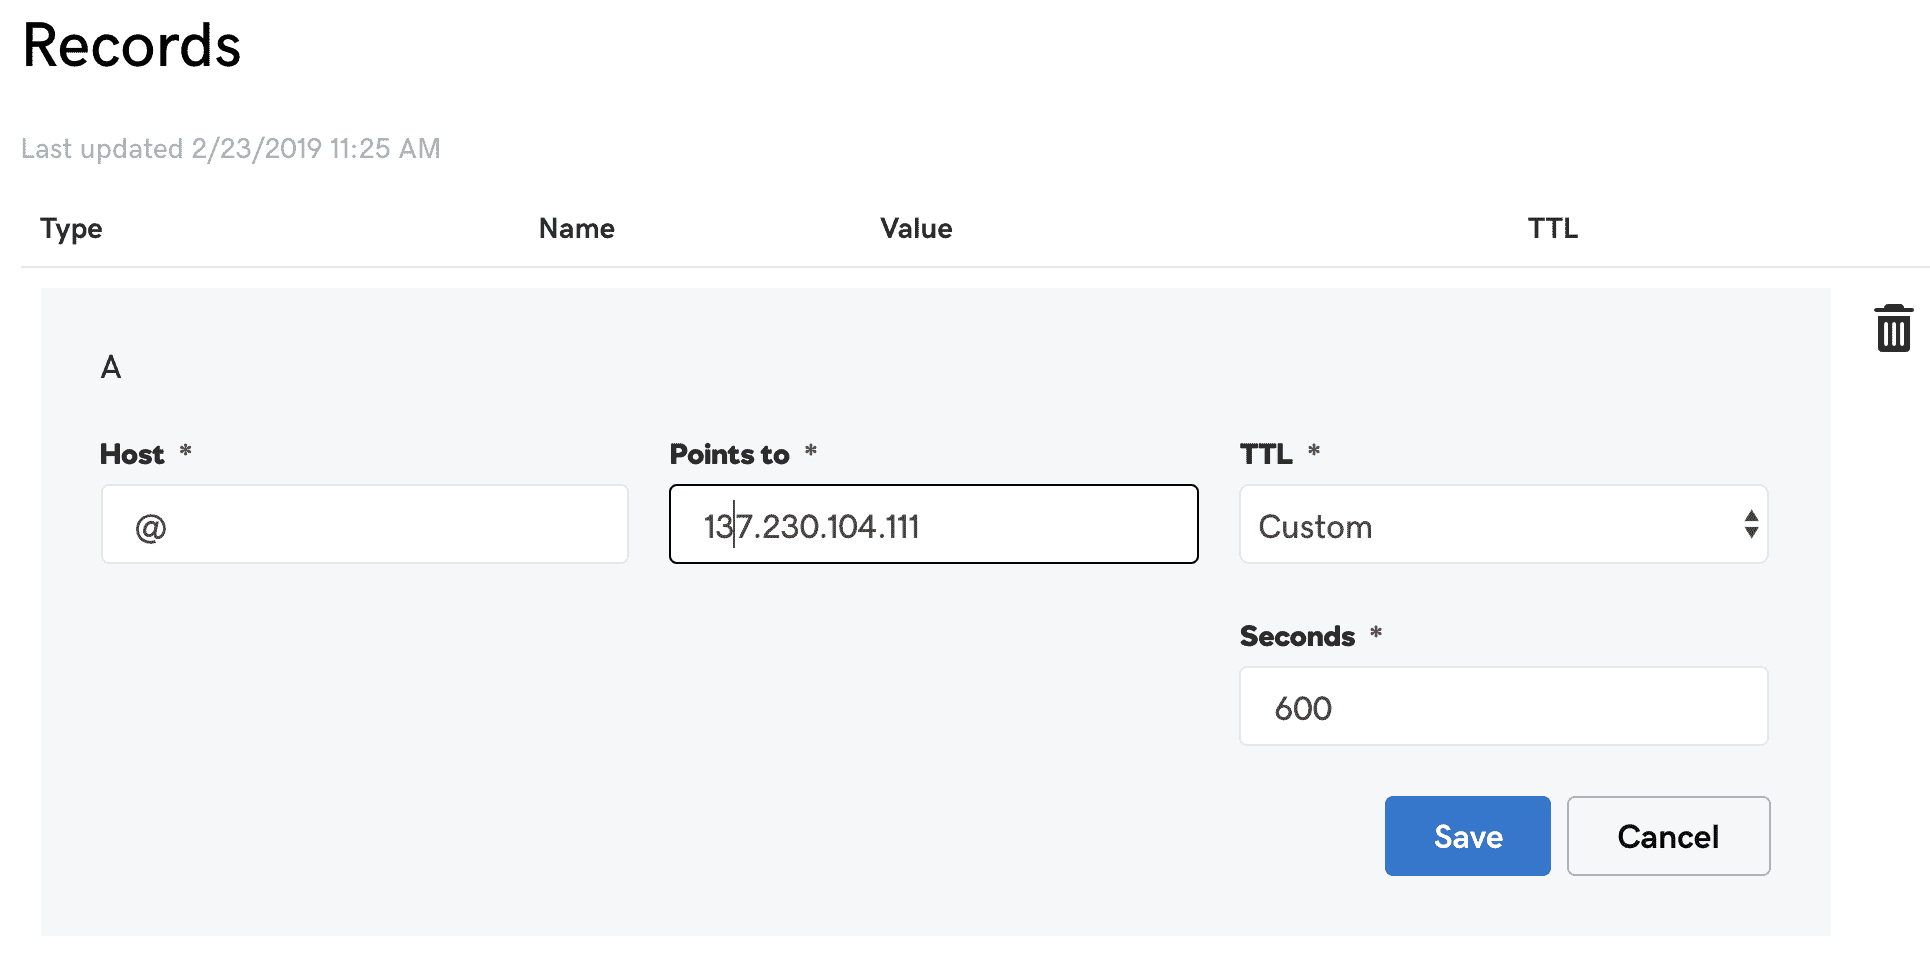 Records
Last updated 2/23/2019 11:25 AM
Type Name Value TTL
A
Host * Points to * TTL *
@ 137.230.104.111 Custom
Seconds *
600
Save Cancel